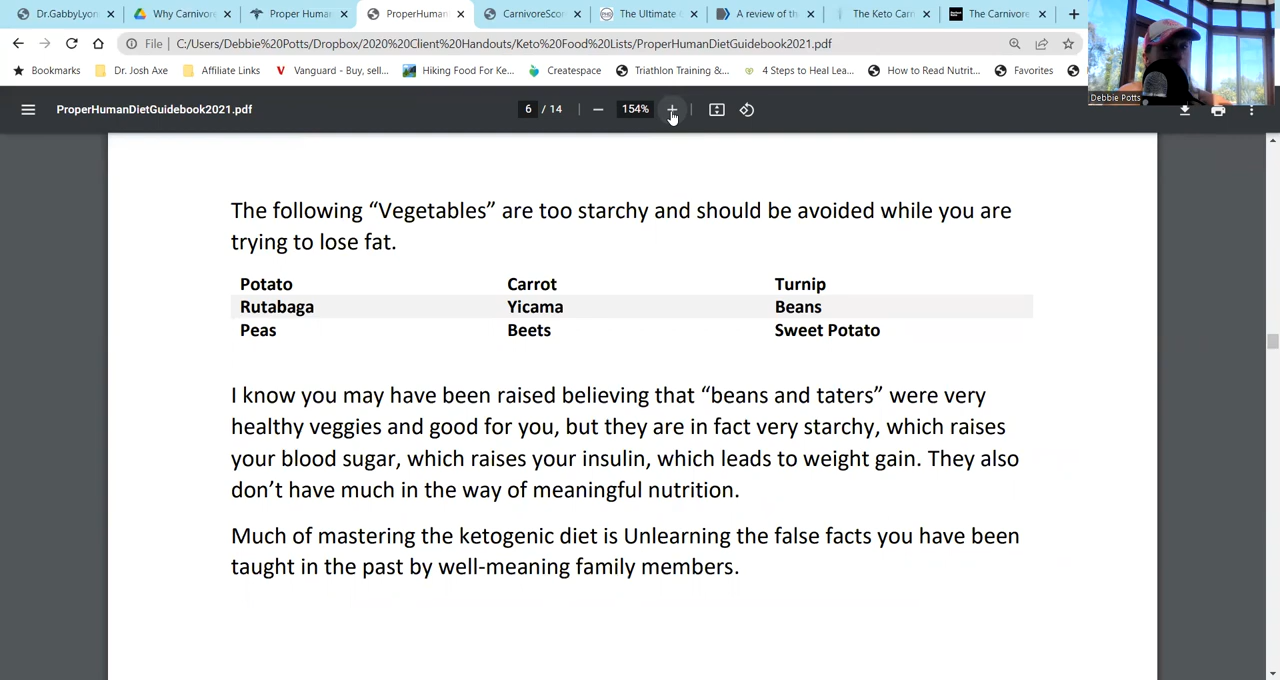 Dr.GabbyLyon
Why Carnivore
Proper Human
ProperHuman
CarnivoreScor
The Ultimate
A review of th
The Keto Carn
The Carnivore
File | C:/Users/Debbie%20Potts/Dropbox/2020%20Client%20Handouts/Keto%20Food%20Lists/ProperHumanDietGuidebook2021.pdf
Bookmarks Dr. Josh Axe Affiliate Links Vanguard - Buy, sell... Hiking Food For Ke... Createspace Triathlon Training &... 4 Steps to Heal Lea... How to Read Nutrit... Favorites
Debbie Potts
ProperHumanDietGuidebook2021.pdf 6 / 14 154%
The following “Vegetables” are too starchy and should be avoided while you are
trying to lose fat.
Potato Carrot Turnip
Rutabaga Yicama Beans
Peas Beets Sweet Potato
I know you may have been raised believing that “beans and taters” were very
healthy veggies and good for you, but they are in fact very starchy, which raises
your blood sugar, which raises your insulin, which leads to weight gain. They also
don’t have much in the way of meaningful nutrition.
Much of mastering the ketogenic diet is Unlearning the false facts you have been
taught in the past by well-meaning family members.